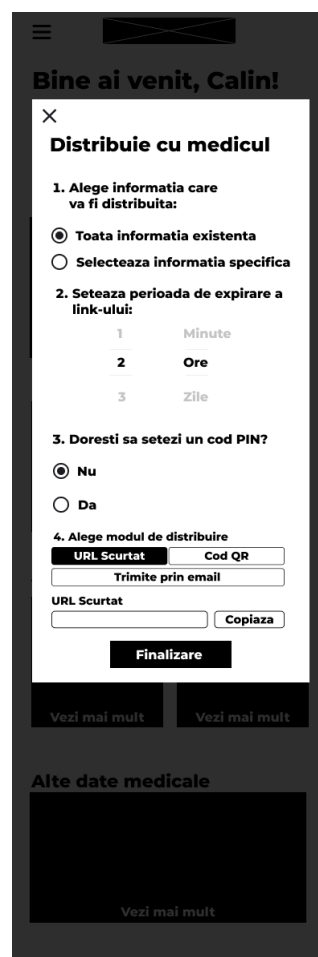 Bine ai venit, Calin!
Distribuie cu medicul
1. Alege informatia care
va fi distribuita:
Toata informatia existenta
Selecteaza informatia specifica
2. Seteaza perioada de expirare a
link-ului:
1 Minute
2 Ore
3 Zile
3. Doresti sa setezi un cod PIN?
Nu
Da
4. Alege modul de distribuire
URL Scurtat Cod QR
Trimite prin email
URL Scurtat
Copiaza
Finalizare
Vezi mai mult Vezi mai mult
Alte date medicale
Vezi mai mult